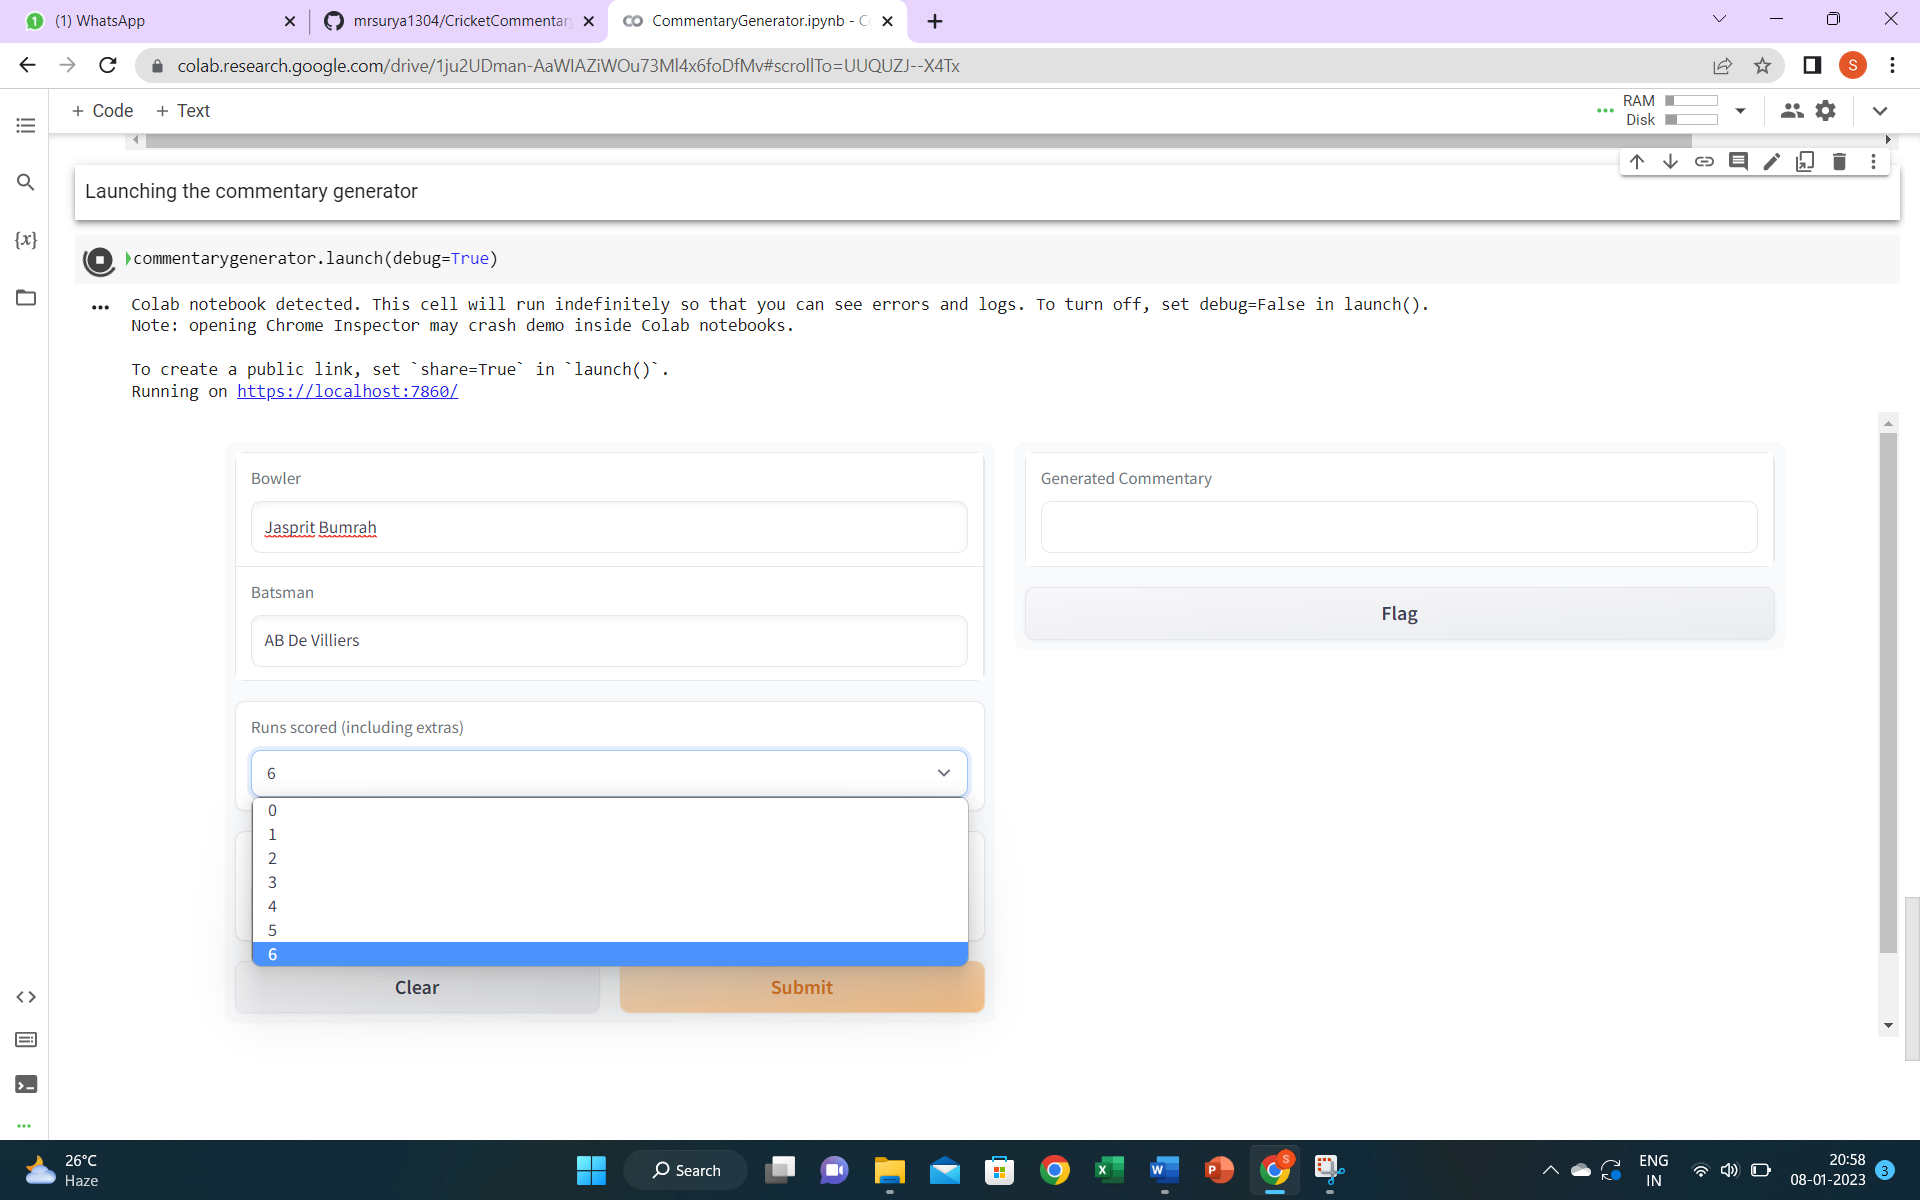 (1) WhatsApp
mrsurya1304/CricketCommentary
CommentaryGenerator.ipynb - Co
colab.research.google.com/drive/1ju2UDman-AaWIAZiWOu73Ml4x6foDfMv#scrollTo=UUQUZJ--X4Tx
S
+ Code + Text
RAM
Disk
Launching the commentary generator
{x}
commentarygenerator.launch(debug=True)
Colab notebook detected. This cell will run indefinitely so that you can see errors and logs. To turn off, set debug=False in launch().
Note: opening Chrome Inspector may crash demo inside Colab notebooks.
To create a public link, set `share=True` in `launch()`.
Running on https://localhost:7860/
Bowler
Jasprit Bumrah
Batsman
AB De Villiers
Runs scored (including extras)
6
0
1
2
3
4
5
6
Clear
Submit
Generated Commentary
Flag
26°C
Haze
Search
ENG
IN
20:58
08-01-2023
3